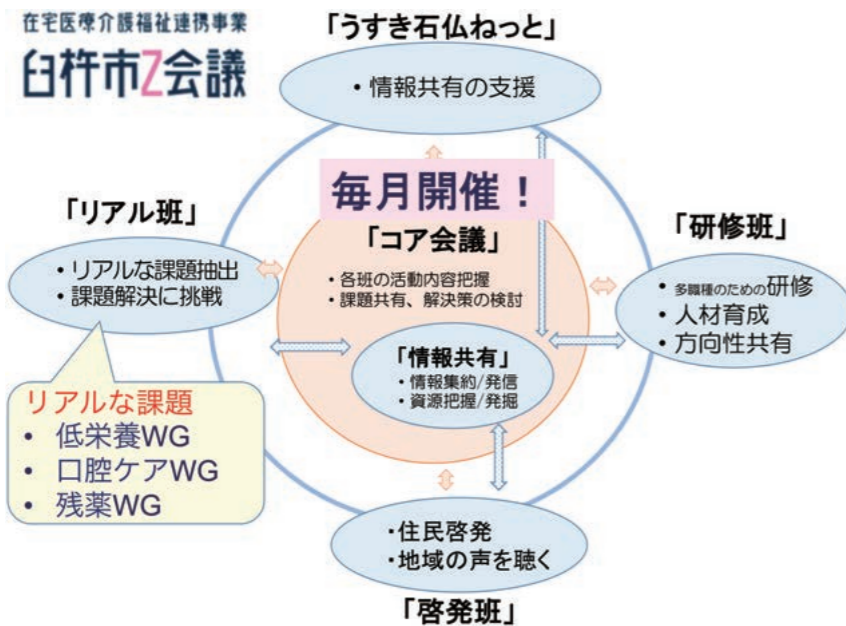 在宅医療介護福祉連携事業
臼杵市Z会議
「うすき石仏ねっと」
・情報共有の支援
毎月開催！
「コア会議」
・各班の活動内容把握
・課題共有、解決策の検討
「リアル班」
・リアルな課題抽出
・課題解決に挑戦
「研修班」
・多職種のための研修
・人材育成
・方向性共有
「情報共有」
・情報集約/発信
・資源把握/発掘
リアルな課題
• 低栄養WG
• 口腔ケアWG
• 残薬WG
・住民啓発
・地域の声を聴く
「啓発班」